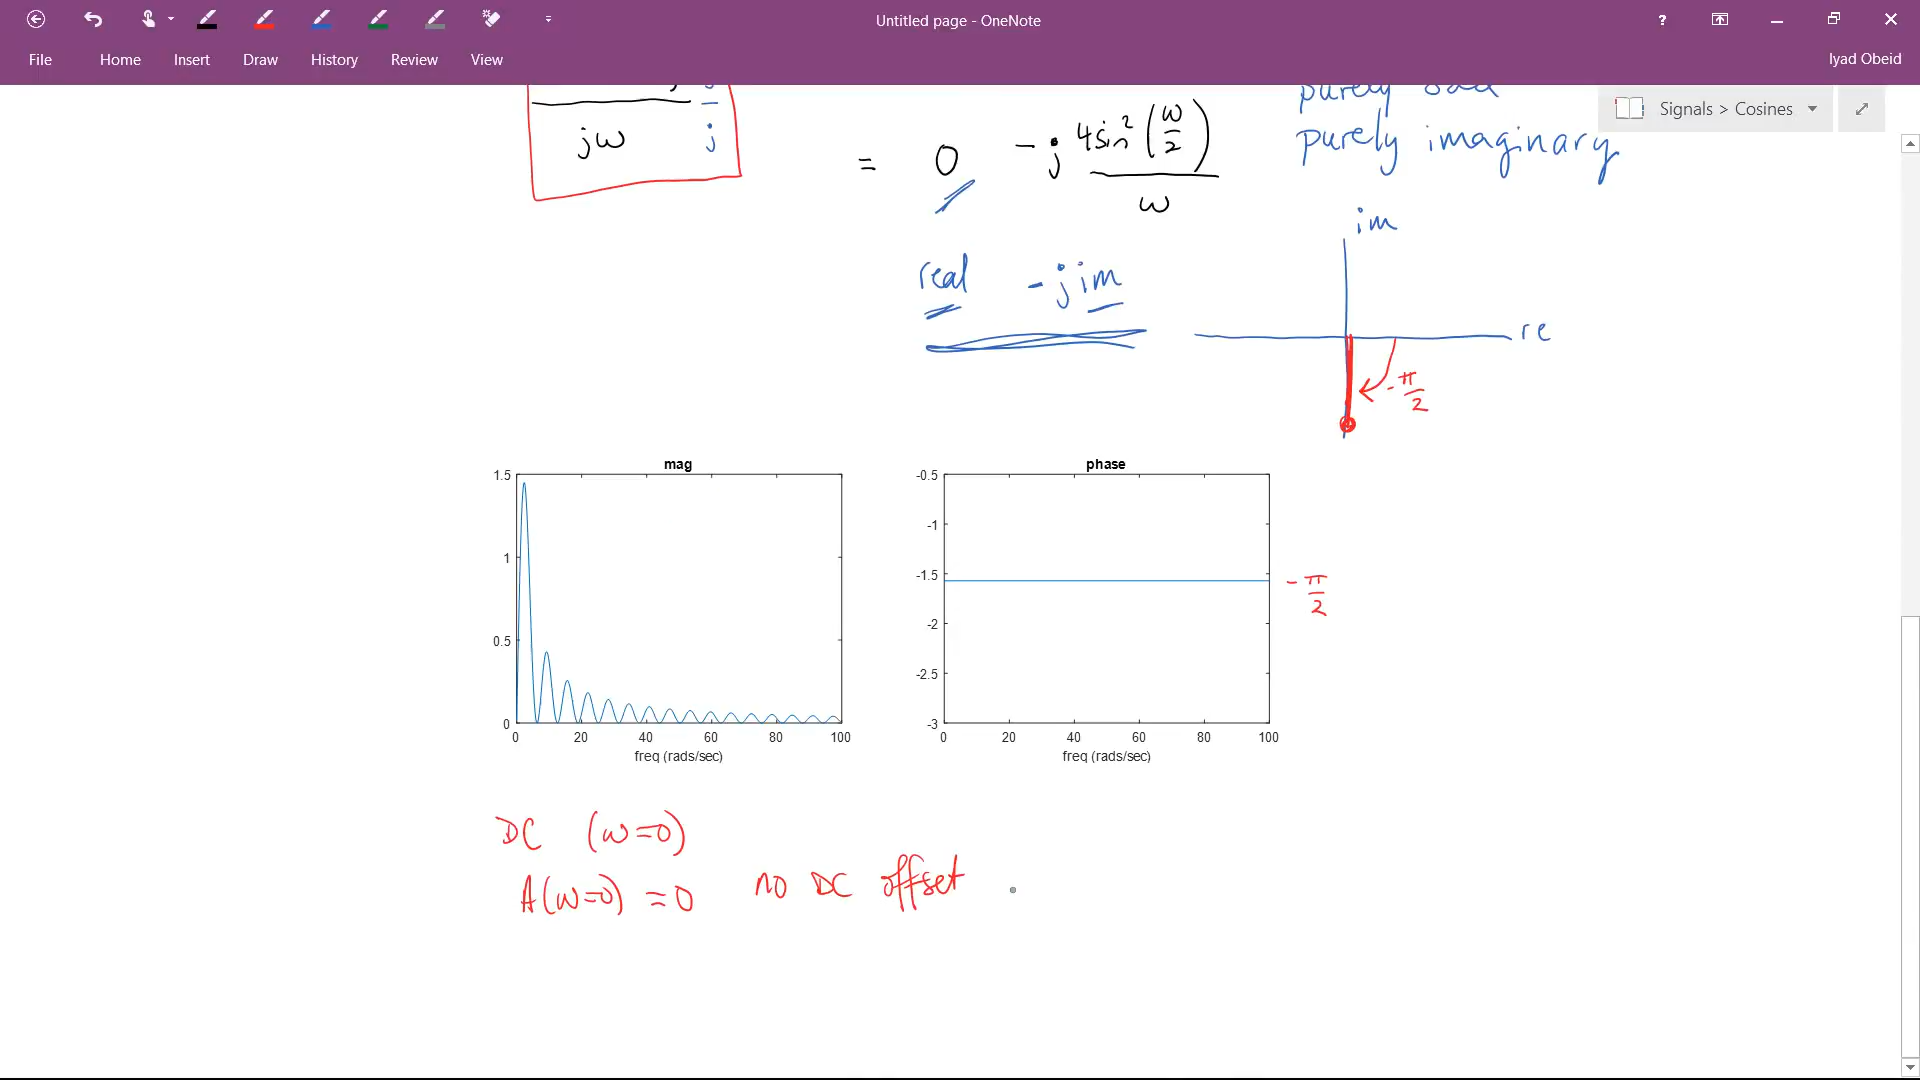 Untitled page - OneNote
File Home Insert Draw History Review View
Iyad Obeid
Signals > Cosines
jω j
= 0 -j 4sin²(ω/2) / ω
purely odd
purely imaginary
real -j im
im
re
-π/2
mag
1.5
1
0.5
0
0 20 40 60 80 100
freq (rads/sec)
phase
-0.5
-1
-1.5
-2
-2.5
-3
0 20 40 60 80 100
freq (rads/sec)
-π/2
DC (ω=0)
A(ω=0) = 0 no DC offset